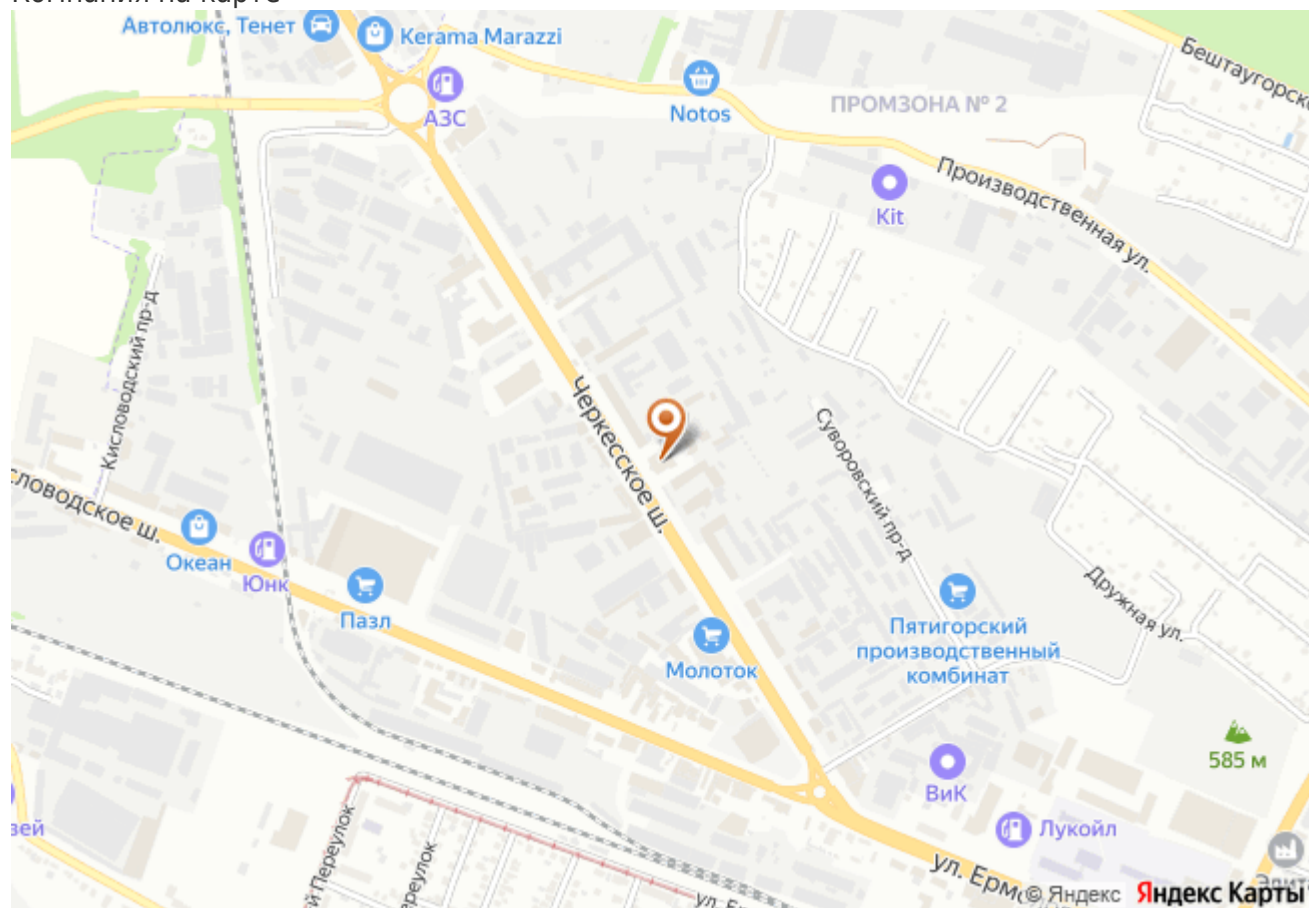 Автолюкс, Тенет
Kerama Marazzi
АЗС
Notos
ПРОМЗОНА № 2
Бештаугорск
Производственная ул.
Kit
Кисловодский пр-д
Черкесское ш.
Суворовский пр-д
словодское ш.
Океан
Юнк
Пазл
Молоток
Пятигорский
производственный
комбинат
Дружная ул.
585 м
ВиК
Лукойл
зей
ей Переулок
ереулок
ул. Ерм
© Яндекс Яндекс Карты